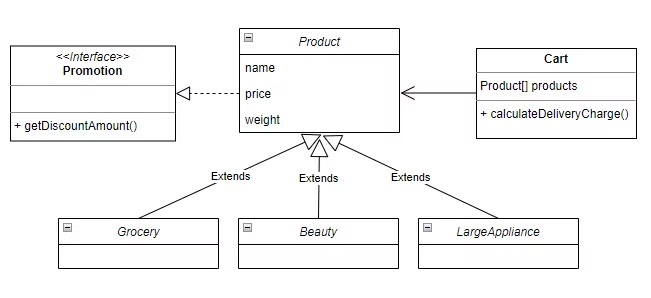 <<Interface>>
Promotion
+ getDiscountAmount()
Product
name
price
weight
Cart
Product[] products
+ calculateDeliveryCharge()
Extends
Extends
Extends
Grocery
Beauty
LargeAppliance